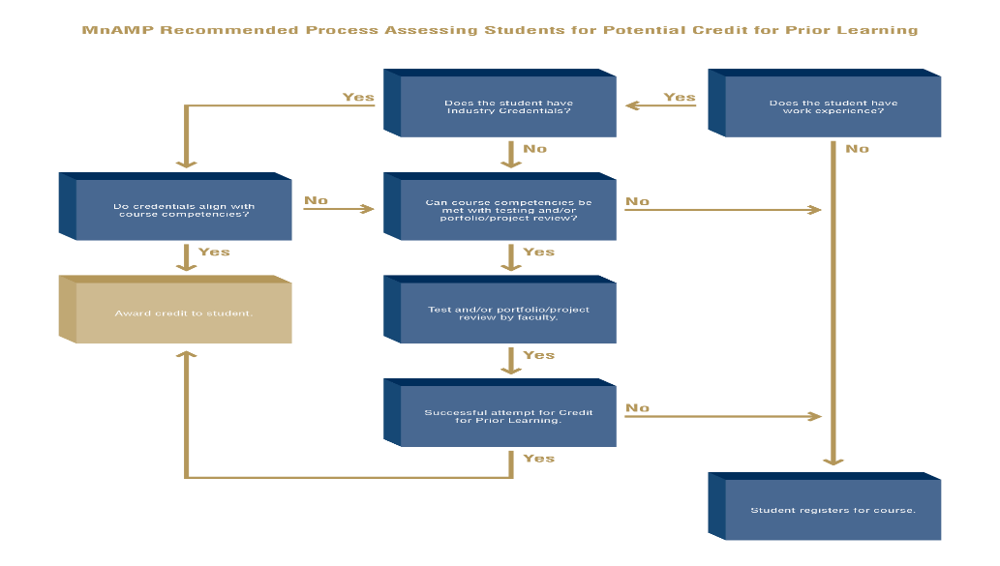 MnAMP Recommended Process Assessing Students for Potential Credit for Prior Learning
Yes
Does the student have
Industry Credentials?
Yes
Does the student have
work experience?
No
No
Do credentials align with
course competencies?
No
Can course competencies be
met with testing and/or
porfolio/project review?
No
Yes
Yes
Award credit to student.
Test and/or portfolio/project
review by faculty.
Yes
Successful attempt for Credit
for Prior Learning.
No
Yes
Student registers for course.